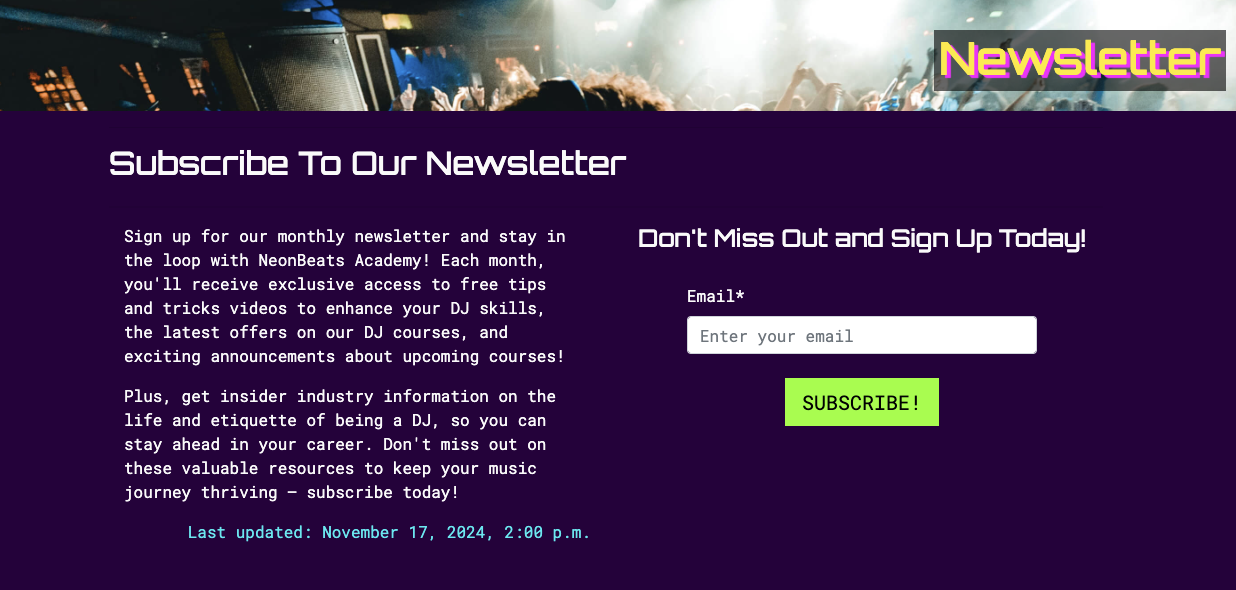 Newsletter
Subscribe To Our Newsletter
Sign up for our monthly newsletter and stay in
the loop with NeonBeats Academy! Each month,
you'll receive exclusive access to free tips
and tricks videos to enhance your DJ skills,
the latest offers on our DJ courses, and
exciting announcements about upcoming courses!
Plus, get insider industry information on the
life and etiquette of being a DJ, so you can
stay ahead in your career. Don't miss out on
these valuable resources to keep your music
journey thriving — subscribe today!
Last updated: November 17, 2024, 2:00 p.m.
Don't Miss Out and Sign Up Today!
Email*
Enter your email
SUBSCRIBE!